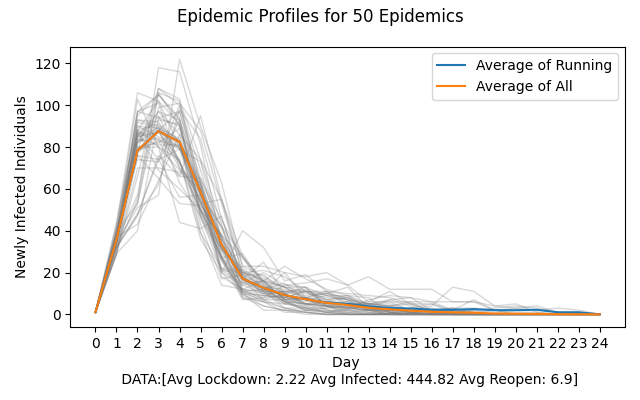 Epidemic Profiles for 50 Epidemics
120
100
80
60
40
20
0
Newly Infected Individuals
Average of Running
Average of All
0 1 2 3 4 5 6 7 8 9 10 11 12 13 14 15 16 17 18 19 20 21 22 23 24
Day
DATA:[Avg Lockdown: 2.22 Avg Infected: 444.82 Avg Reopen: 6.9]